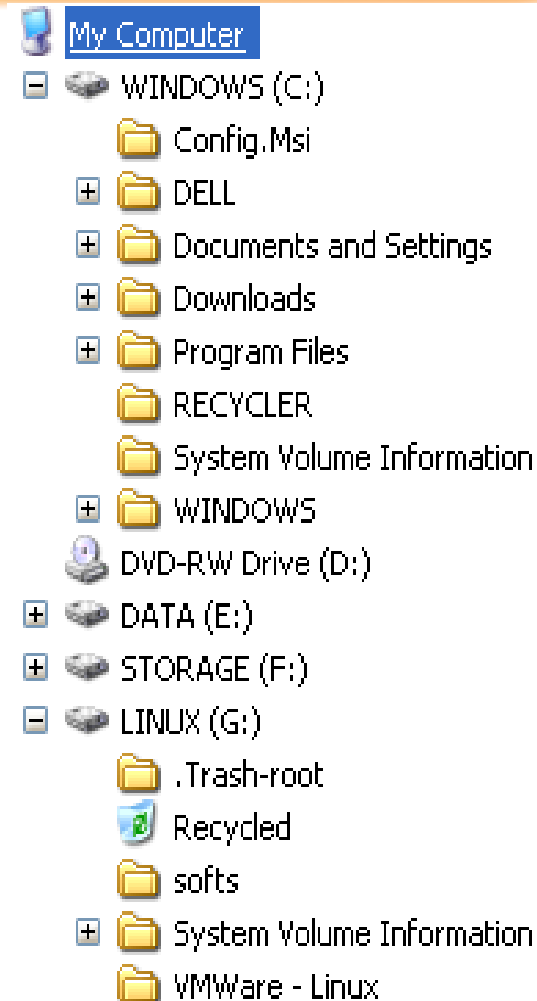 My Computer
WINDOWS (C:)
Config.Msi
DELL
Documents and Settings
Downloads
Program Files
RECYCLER
System Volume Information
WINDOWS
DVD-RW Drive (D:)
DATA (E:)
STORAGE (F:)
LINUX (G:)
.Trash-root
Recycled
softs
System Volume Information
VMWare - Linux